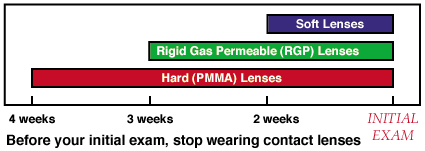 Soft Lenses
Rigid Gas Permeable (RGP) Lenses
Hard (PMMA) Lenses
4 weeks 3 weeks 2 weeks INITIAL
EXAM
Before your initial exam, stop wearing contact lenses